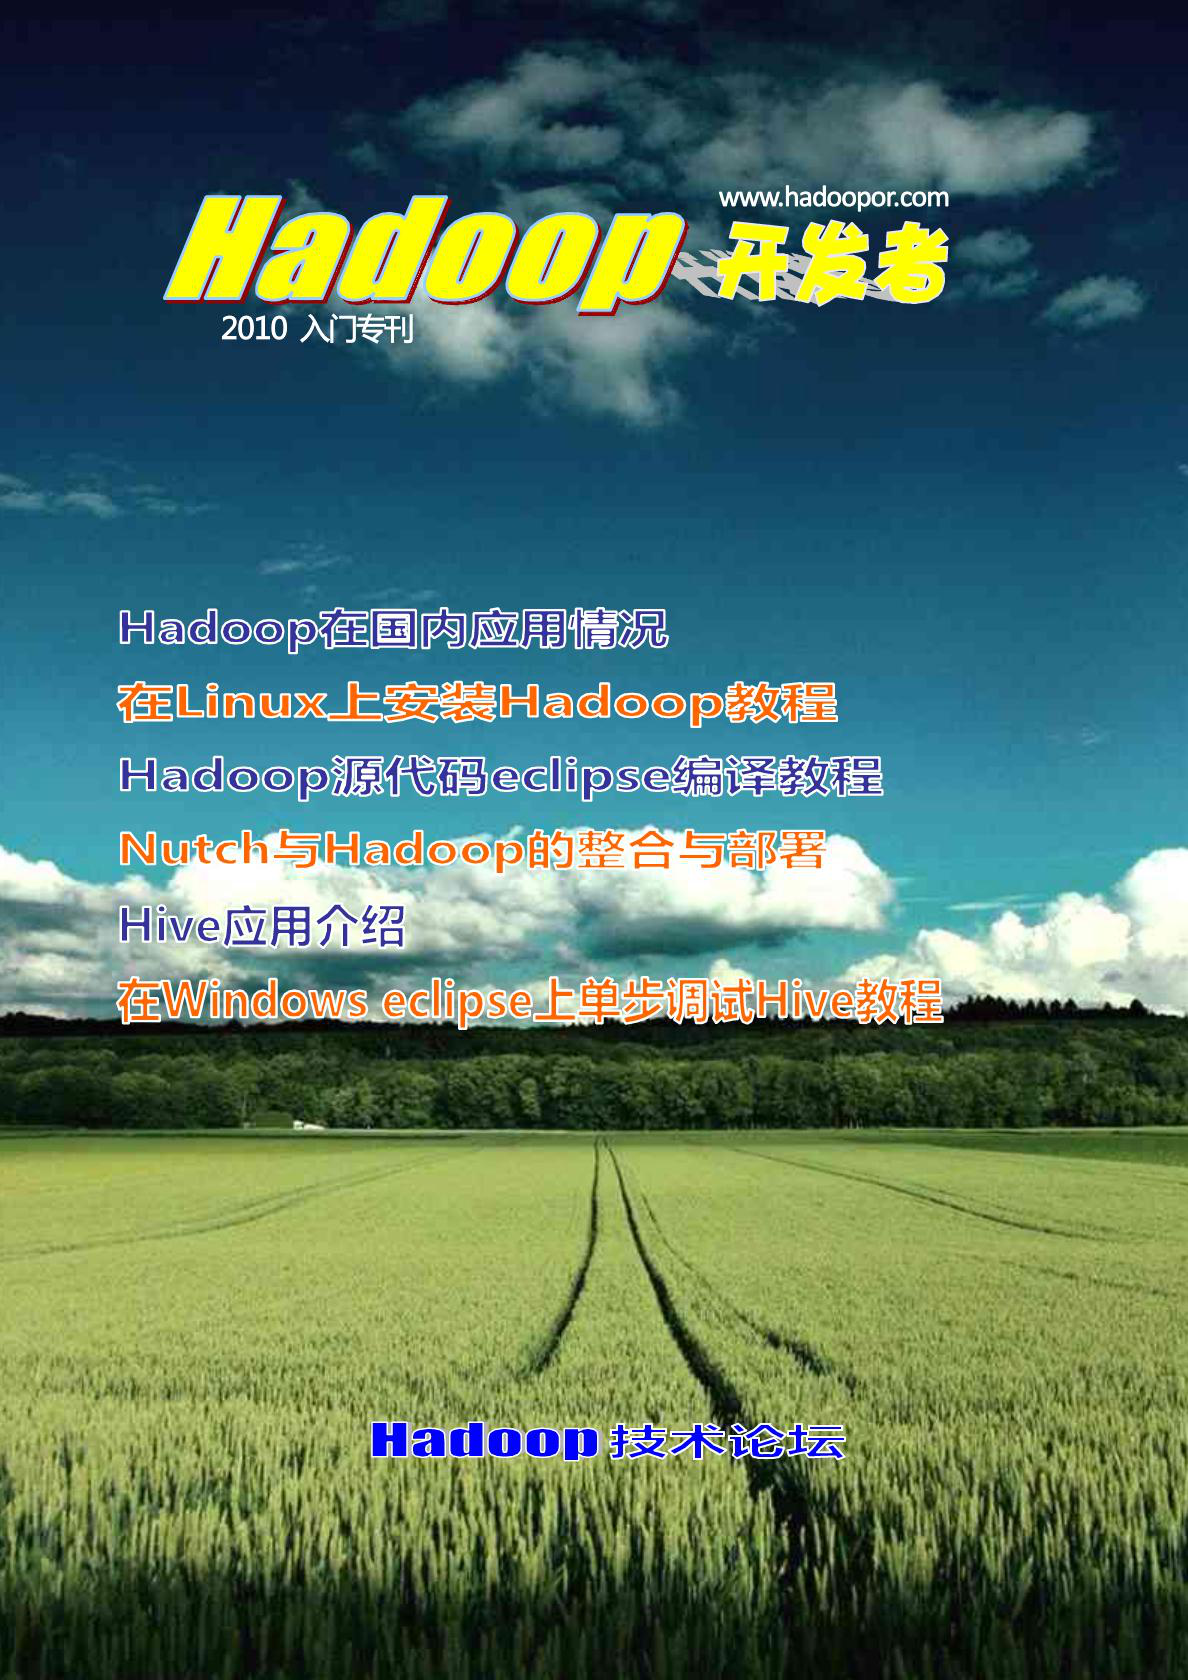 www.hadoopor.com
Hadoop 开发者
2010 入门专刊
Hadoop在国内应用情况
在Linux上安装Hadoop教程
Hadoop源代码eclipse编译教程
Nutch与Hadoop的整合与部署
Hive应用介绍
在Windows eclipse上单步调试Hive教程
Hadoop 技术论坛